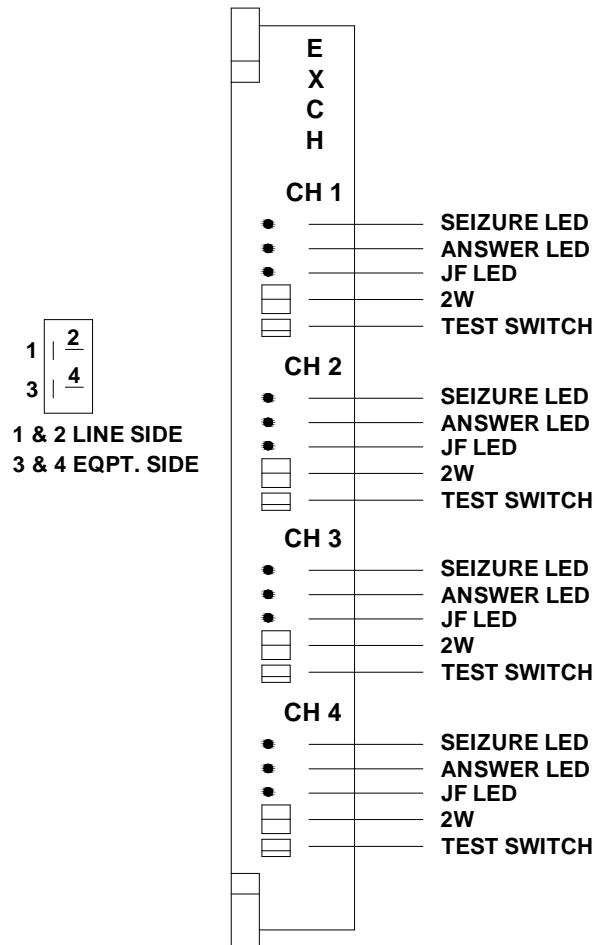 E
X
C
H
CH 1
SEIZURE LED
ANSWER LED
JF LED
2W
TEST SWITCH
1 2
3 4
1 & 2 LINE SIDE
3 & 4 EQPT. SIDE
CH 2
SEIZURE LED
ANSWER LED
JF LED
2W
TEST SWITCH
CH 3
SEIZURE LED
ANSWER LED
JF LED
2W
TEST SWITCH
CH 4
SEIZURE LED
ANSWER LED
JF LED
2W
TEST SWITCH